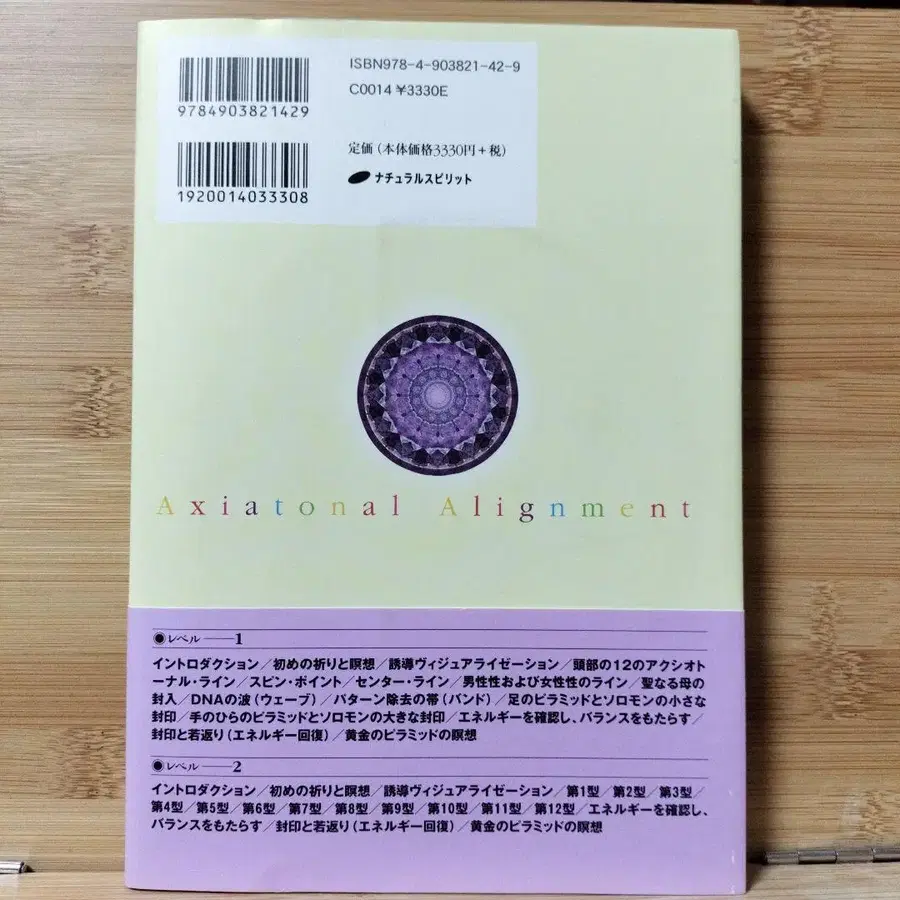 ISBN978-4-903821-42-9
C0014 ¥3330E
9784903821429
定価（本体価格3330円＋税）
ナチュラルスピリット
1920014033308
Axiatonal Alignment
◉レベル――1
イントロダクション／初めの祈りと瞑想／誘導ヴィジュアライゼーション／頭部の12のアクシオト
ーナル・ライン／スピン・ポイント／センター・ライン／男性性および女性性のライン／聖なる母の
封入／DNAの波（ウェーブ）／パターン除去の帯（バンド）／足のピラミッドとソロモンの小さな
封印／手のひらのピラミッドとソロモンの大きな封印／エネルギーを確認し、バランスをもたらす／
封印と若返り（エネルギー回復）／黄金のピラミッドの瞑想
◉レベル――2
イントロダクション／初めの祈りと瞑想／誘導ヴィジュアライゼーション／第1型／第2型／第3型／
第4型／第5型／第6型／第7型／第8型／第9型／第10型／第11型／第12型／エネルギーを確認し、
バランスをもたらす／封印と若返り（エネルギー回復）／黄金のピラミッドの瞑想